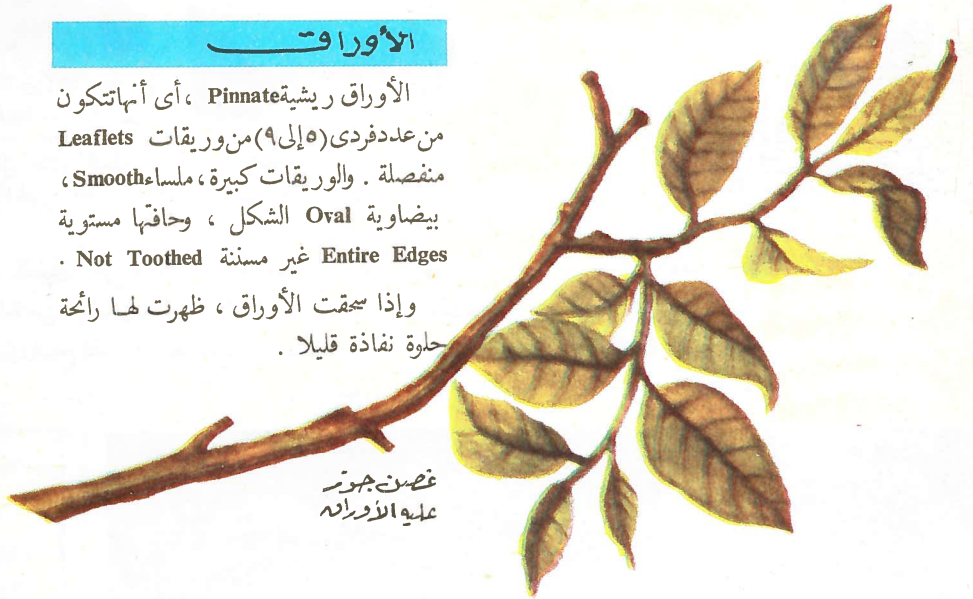 الأوراق
الأوراق ريشية Pinnate ، أى أنها تتكون
من عدد فردى (٥ إلى ٩) من وريقات Leaflets
منفصلة . والوريقات كبيرة ، ملساء Smooth ،
بيضاوية Oval الشكل ، وحافتها مستوية
Entire Edges غير مسننة Not Toothed .
وإذا سحقت الأوراق ، ظهرت لهـا رائحة
حلوة نفاذة قليلا .
غصن جوز
عليه الأوراق